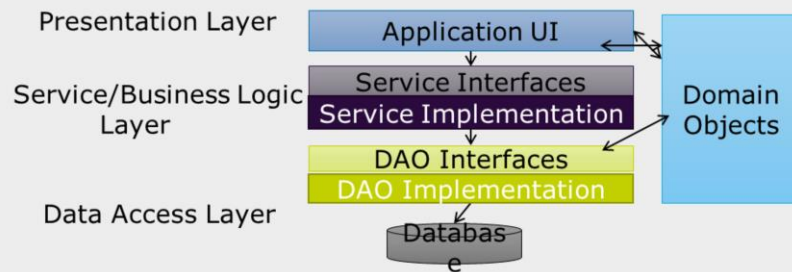 Presentation Layer
Application UI
Service/Business Logic
Layer
Service Interfaces
Service Implementation
Domain
Objects
DAO Interfaces
DAO Implementation
Data Access Layer
Databas
e